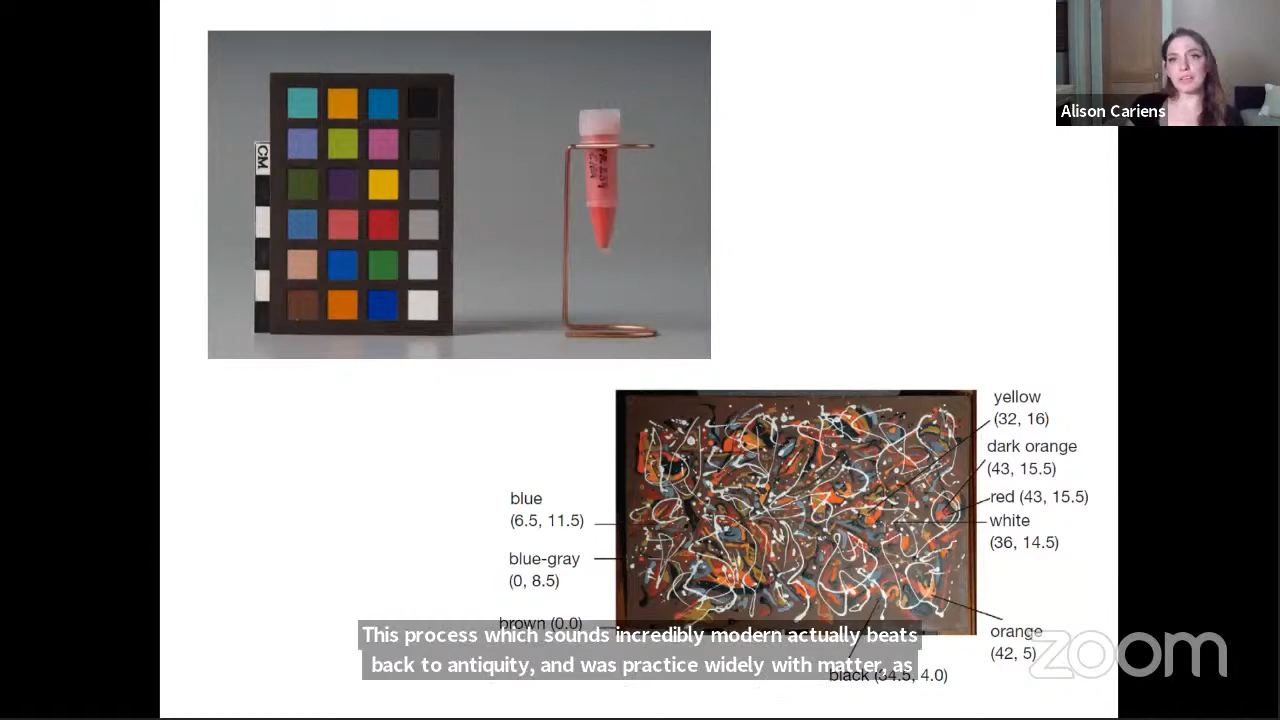 Alison Cariens
CM
yellow
(32, 16)
dark orange
(43, 15.5)
red (43, 15.5)
white
(36, 14.5)
blue
(6.5, 11.5)
blue-gray
(0, 8.5)
brown (0.0)
orange
(42, 5)
This process which sounds incredibly modern actually beats
back to antiquity, and was practice widely with matter, as
black (34.5, 4.0)
zoom